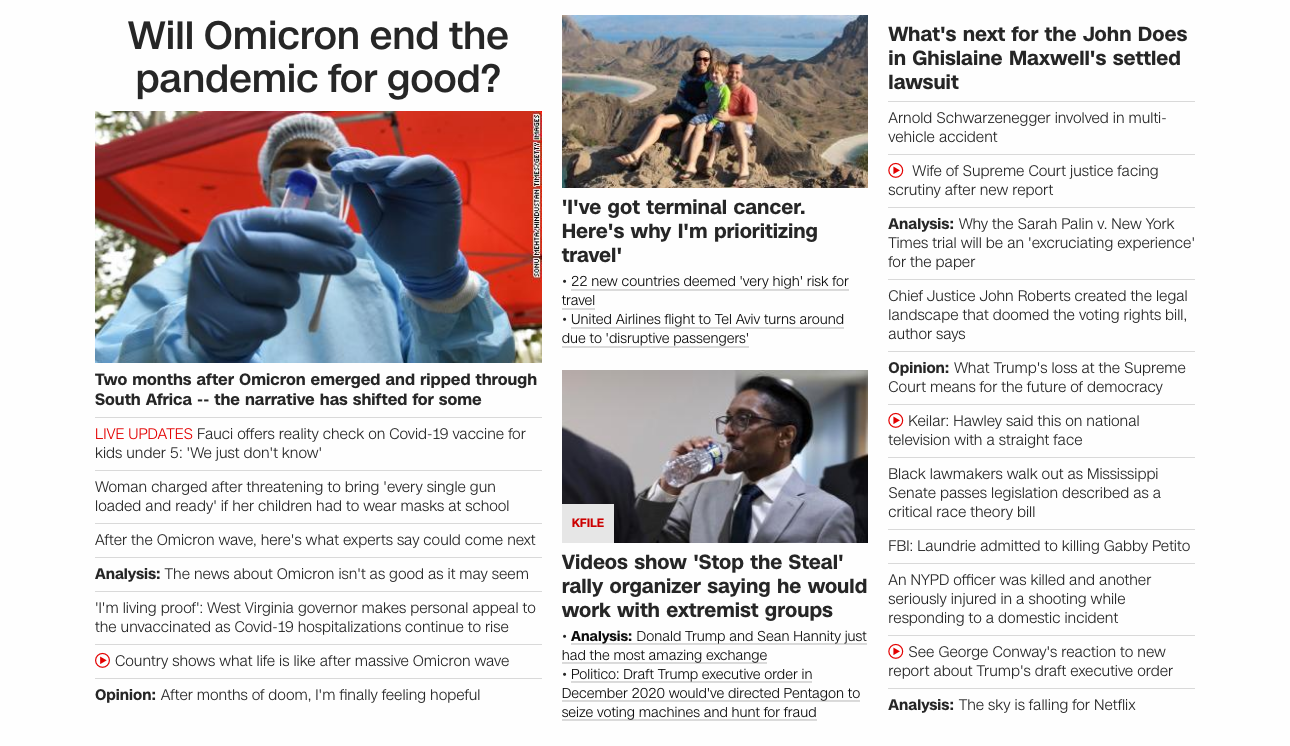 Will Omicron end the
pandemic for good?
SONU MEHTA/HINDUSTAN TIMES/GETTY IMAGES
Two months after Omicron emerged and ripped through
South Africa -- the narrative has shifted for some
LIVE UPDATES Fauci offers reality check on Covid-19 vaccine for
kids under 5: 'We just don't know'
Woman charged after threatening to bring 'every single gun
loaded and ready' if her children had to wear masks at school
After the Omicron wave, here's what experts say could come next
Analysis: The news about Omicron isn't as good as it may seem
'I'm living proof': West Virginia governor makes personal appeal to
the unvaccinated as Covid-19 hospitalizations continue to rise
Country shows what life is like after massive Omicron wave
Opinion: After months of doom, I'm finally feeling hopeful
'I've got terminal cancer.
Here's why I'm prioritizing
travel'
• 22 new countries deemed 'very high' risk for
travel
• United Airlines flight to Tel Aviv turns around
due to 'disruptive passengers'
KFILE
Videos show 'Stop the Steal'
rally organizer saying he would
work with extremist groups
• Analysis: Donald Trump and Sean Hannity just
had the most amazing exchange
• Politico: Draft Trump executive order in
December 2020 would've directed Pentagon to
seize voting machines and hunt for fraud
What's next for the John Does
in Ghislaine Maxwell's settled
lawsuit
Arnold Schwarzenegger involved in multi-
vehicle accident
Wife of Supreme Court justice facing
scrutiny after new report
Analysis: Why the Sarah Palin v. New York
Times trial will be an 'excruciating experience'
for the paper
Chief Justice John Roberts created the legal
landscape that doomed the voting rights bill,
author says
Opinion: What Trump's loss at the Supreme
Court means for the future of democracy
Keilar: Hawley said this on national
television with a straight face
Black lawmakers walk out as Mississippi
Senate passes legislation described as a
critical race theory bill
FBI: Laundrie admitted to killing Gabby Petito
An NYPD officer was killed and another
seriously injured in a shooting while
responding to a domestic incident
See George Conway's reaction to new
report about Trump's draft executive order
Analysis: The sky is falling for Netflix